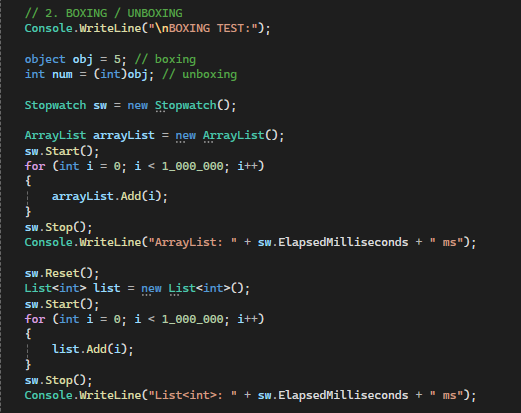 // 2. BOXING / UNBOXING
Console.WriteLine("\nBOXING TEST:");
object obj = 5; // boxing
int num = (int)obj; // unboxing
Stopwatch sw = new Stopwatch();
ArrayList arrayList = new ArrayList();
sw.Start();
for (int i = 0; i < 1_000_000; i++)
{
    arrayList.Add(i);
}
sw.Stop();
Console.WriteLine("ArrayList: " + sw.ElapsedMilliseconds + " ms");
sw.Reset();
List<int> list = new List<int>();
sw.Start();
for (int i = 0; i < 1_000_000; i++)
{
    list.Add(i);
}
sw.Stop();
Console.WriteLine("List<int>: " + sw.ElapsedMilliseconds + " ms");